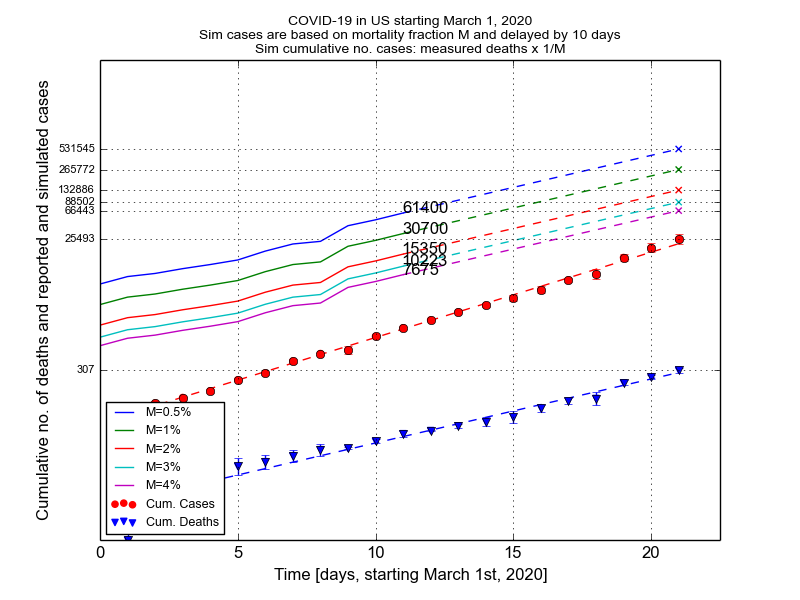 COVID-19 in US starting March 1, 2020
Sim cases are based on mortality fraction M and delayed by 10 days
Sim cumulative no. cases: measured deaths x 1/M
Cumulative no. of deaths and reported and simulated cases
531545
265772
132886
88502
66443
25493
307
61400
30700
15350
10223
7675
M=0.5%
M=1%
M=2%
M=3%
M=4%
Cum. Cases
Cum. Deaths
0 5 10 15 20
Time [days, starting March 1st, 2020]